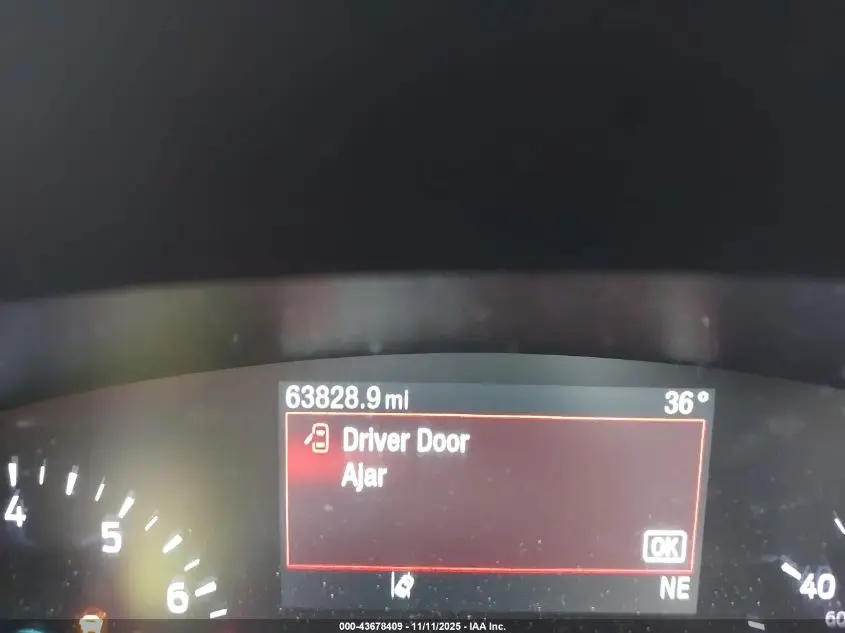 63828.9 mi 36°
Driver Door
Ajar
OK
NE
4
5
6
40
60
000-43678409 - 11/11/2025 - IAA Inc.